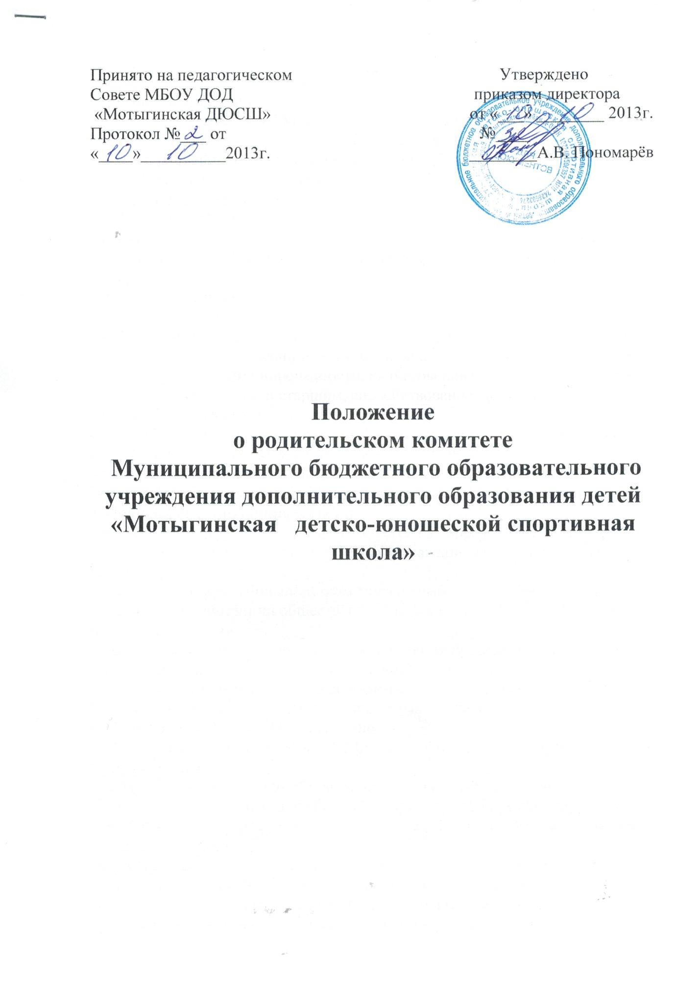 Принято на педагогическом
Совете МБОУ ДОД
«Мотыгинская ДЮСШ»
Протокол № 2 от
«10» 10 2013г.
Утверждено
приказом директора
от «10» 10 2013г.
№
А.В. Пономарёв
ДЛЯ
ДОКУМЕНТОВ
Положение
о родительском комитете
Муниципального бюджетного образовательного
учреждения дополнительного образования детей
«Мотыгинская детско-юношеской спортивная
школа»